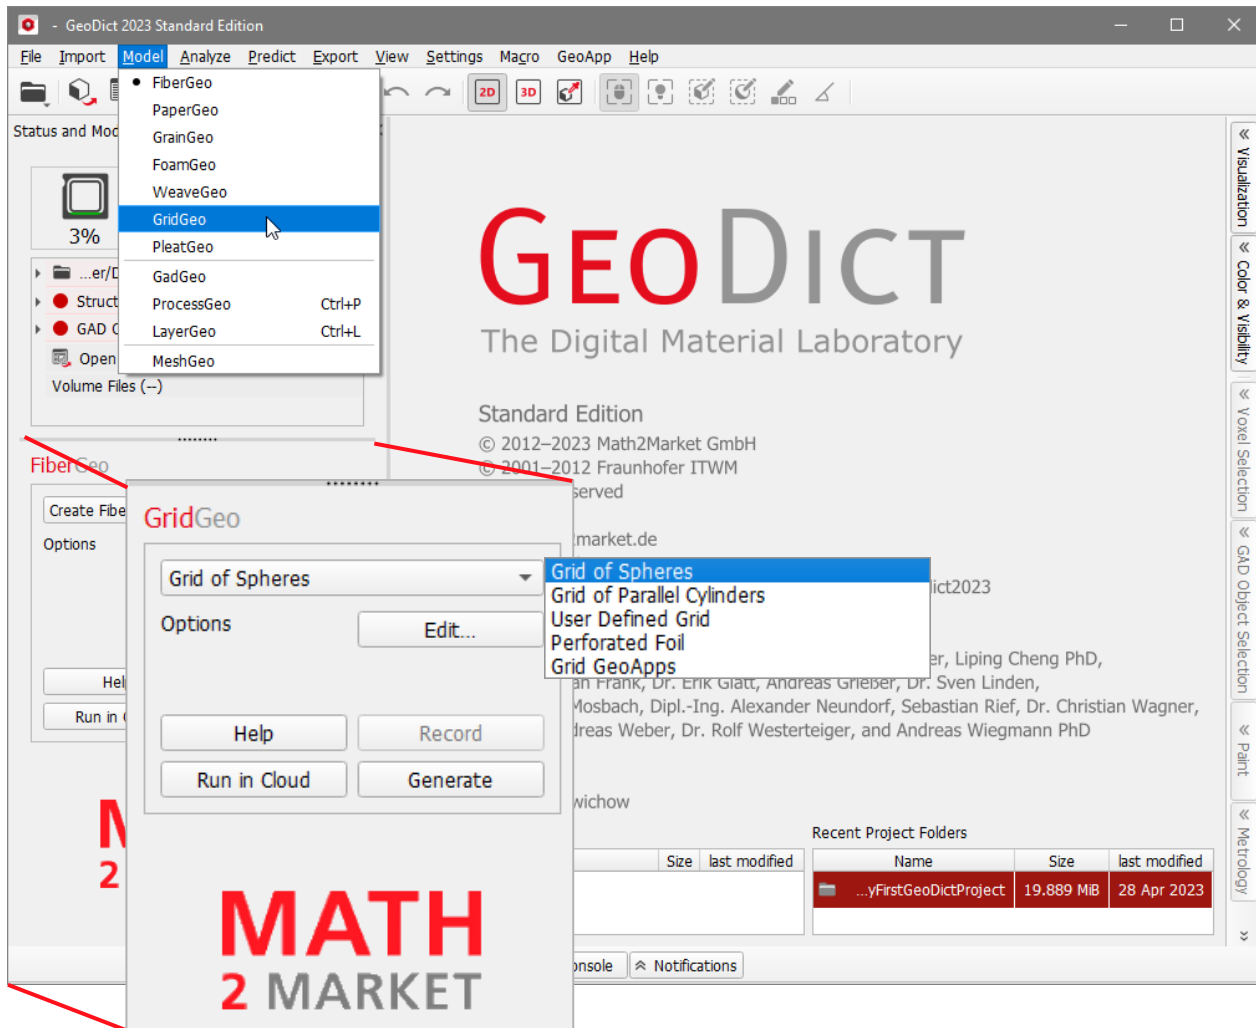 - GeoDict 2023 Standard Edition
File Import Model Analyze Predict Export View Settings Macro GeoApp Help
FiberGeo
PaperGeo
GrainGeo
FoamGeo
WeaveGeo
GridGeo
PleatGeo
GadGeo
ProcessGeo Ctrl+P
LayerGeo Ctrl+L
MeshGeo
2D 3D
Status and Mod
3%
...er/D
Struct
GAD O
Open
Volume Files (--)
GEODICT
The Digital Material Laboratory
Standard Edition
© 2012–2023 Math2Market GmbH
© 2001–2012 Fraunhofer ITWM
served
market.de
ict2023
er, Liping Cheng PhD,
an Frank, Dr. Erik Glatt, Andreas Grießer, Dr. Sven Linden,
Mosbach, Dipl.-Ing. Alexander Neundorf, Sebastian Rief, Dr. Christian Wagner,
dreas Weber, Dr. Rolf Westerteiger, and Andreas Wiegmann PhD
wichow
FiberGeo
Create Fibe
Options
Hel
Run in
M
2
GridGeo
Grid of Spheres
Options Edit...
Help Record
Run in Cloud Generate
MATH
2 MARKET
Grid of Spheres
Grid of Parallel Cylinders
User Defined Grid
Perforated Foil
Grid GeoApps
Size last modified
Recent Project Folders
Name Size last modified
...yFirstGeoDictProject 19.889 MiB 28 Apr 2023
onsole Notifications
Visualization
Color & Visibility
Voxel Selection
GAD Object Selection
Paint
Metrology